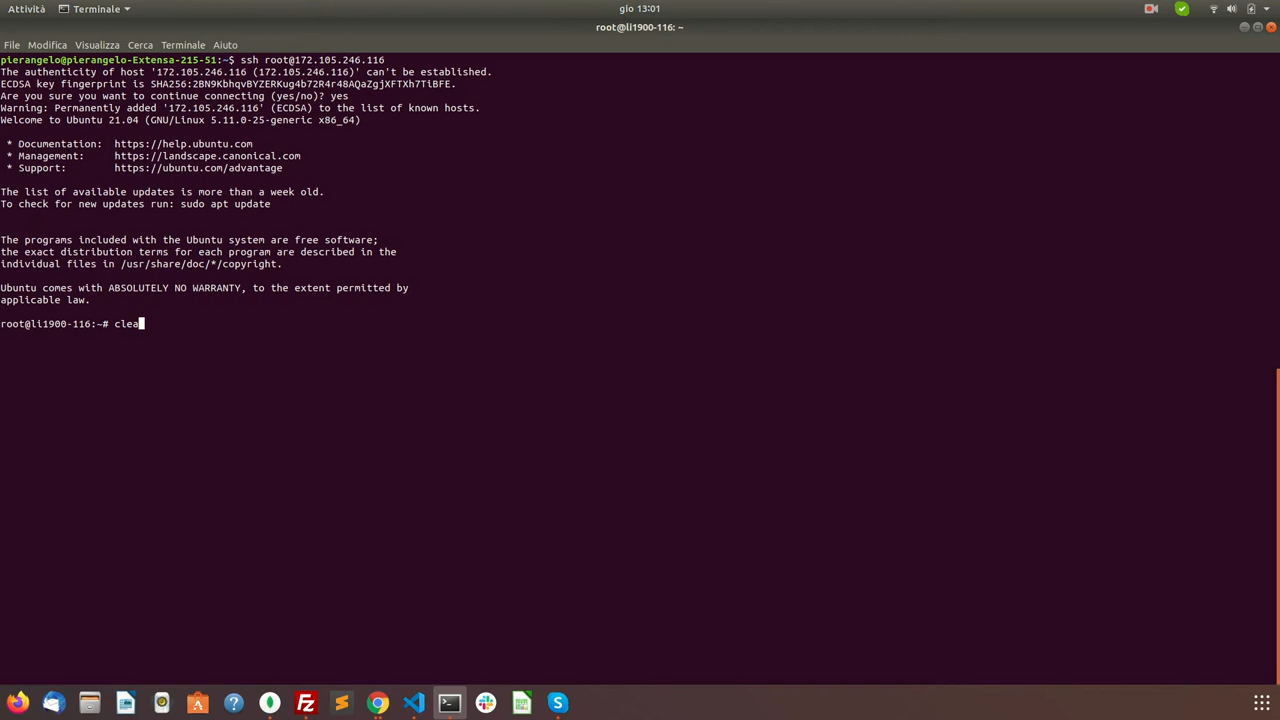 Attività Terminale gio 13:01
root@li1900-116: ~
File Modifica Visualizza Cerca Terminale Aiuto
pierangelo@pierangelo-Extensa-215-51:~$ ssh root@172.105.246.116
The authenticity of host '172.105.246.116 (172.105.246.116)' can't be established.
ECDSA key fingerprint is SHA256:2BN9KbhqvBYZERKug4b72R4r48AQaZgjXFTXh7TiBFE.
Are you sure you want to continue connecting (yes/no)? yes
Warning: Permanently added '172.105.246.116' (ECDSA) to the list of known hosts.
Welcome to Ubuntu 21.04 (GNU/Linux 5.11.0-25-generic x86_64)
* Documentation: https://help.ubuntu.com
* Management: https://landscape.canonical.com
* Support: https://ubuntu.com/advantage
The list of available updates is more than a week old.
To check for new updates run: sudo apt update
The programs included with the Ubuntu system are free software;
the exact distribution terms for each program are described in the
individual files in /usr/share/doc/*/copyright.
Ubuntu comes with ABSOLUTELY NO WARRANTY, to the extent permitted by
applicable law.
root@li1900-116:~# clea